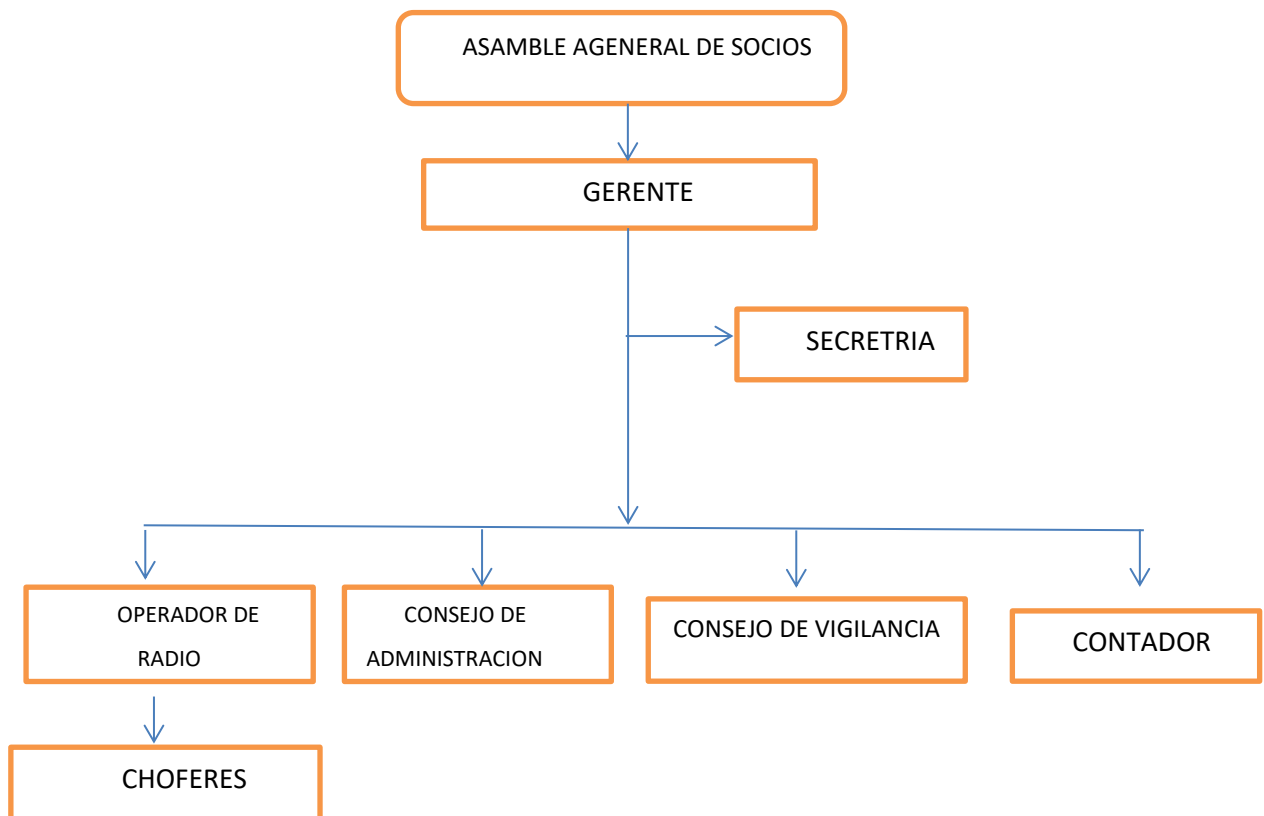 ASAMBLE AGENERAL DE SOCIOS
GERENTE
SECRETRIA
OPERADOR DE
RADIO
CONSEJO DE
ADMINISTRACION
CONSEJO DE VIGILANCIA
CONTADOR
CHOFERES